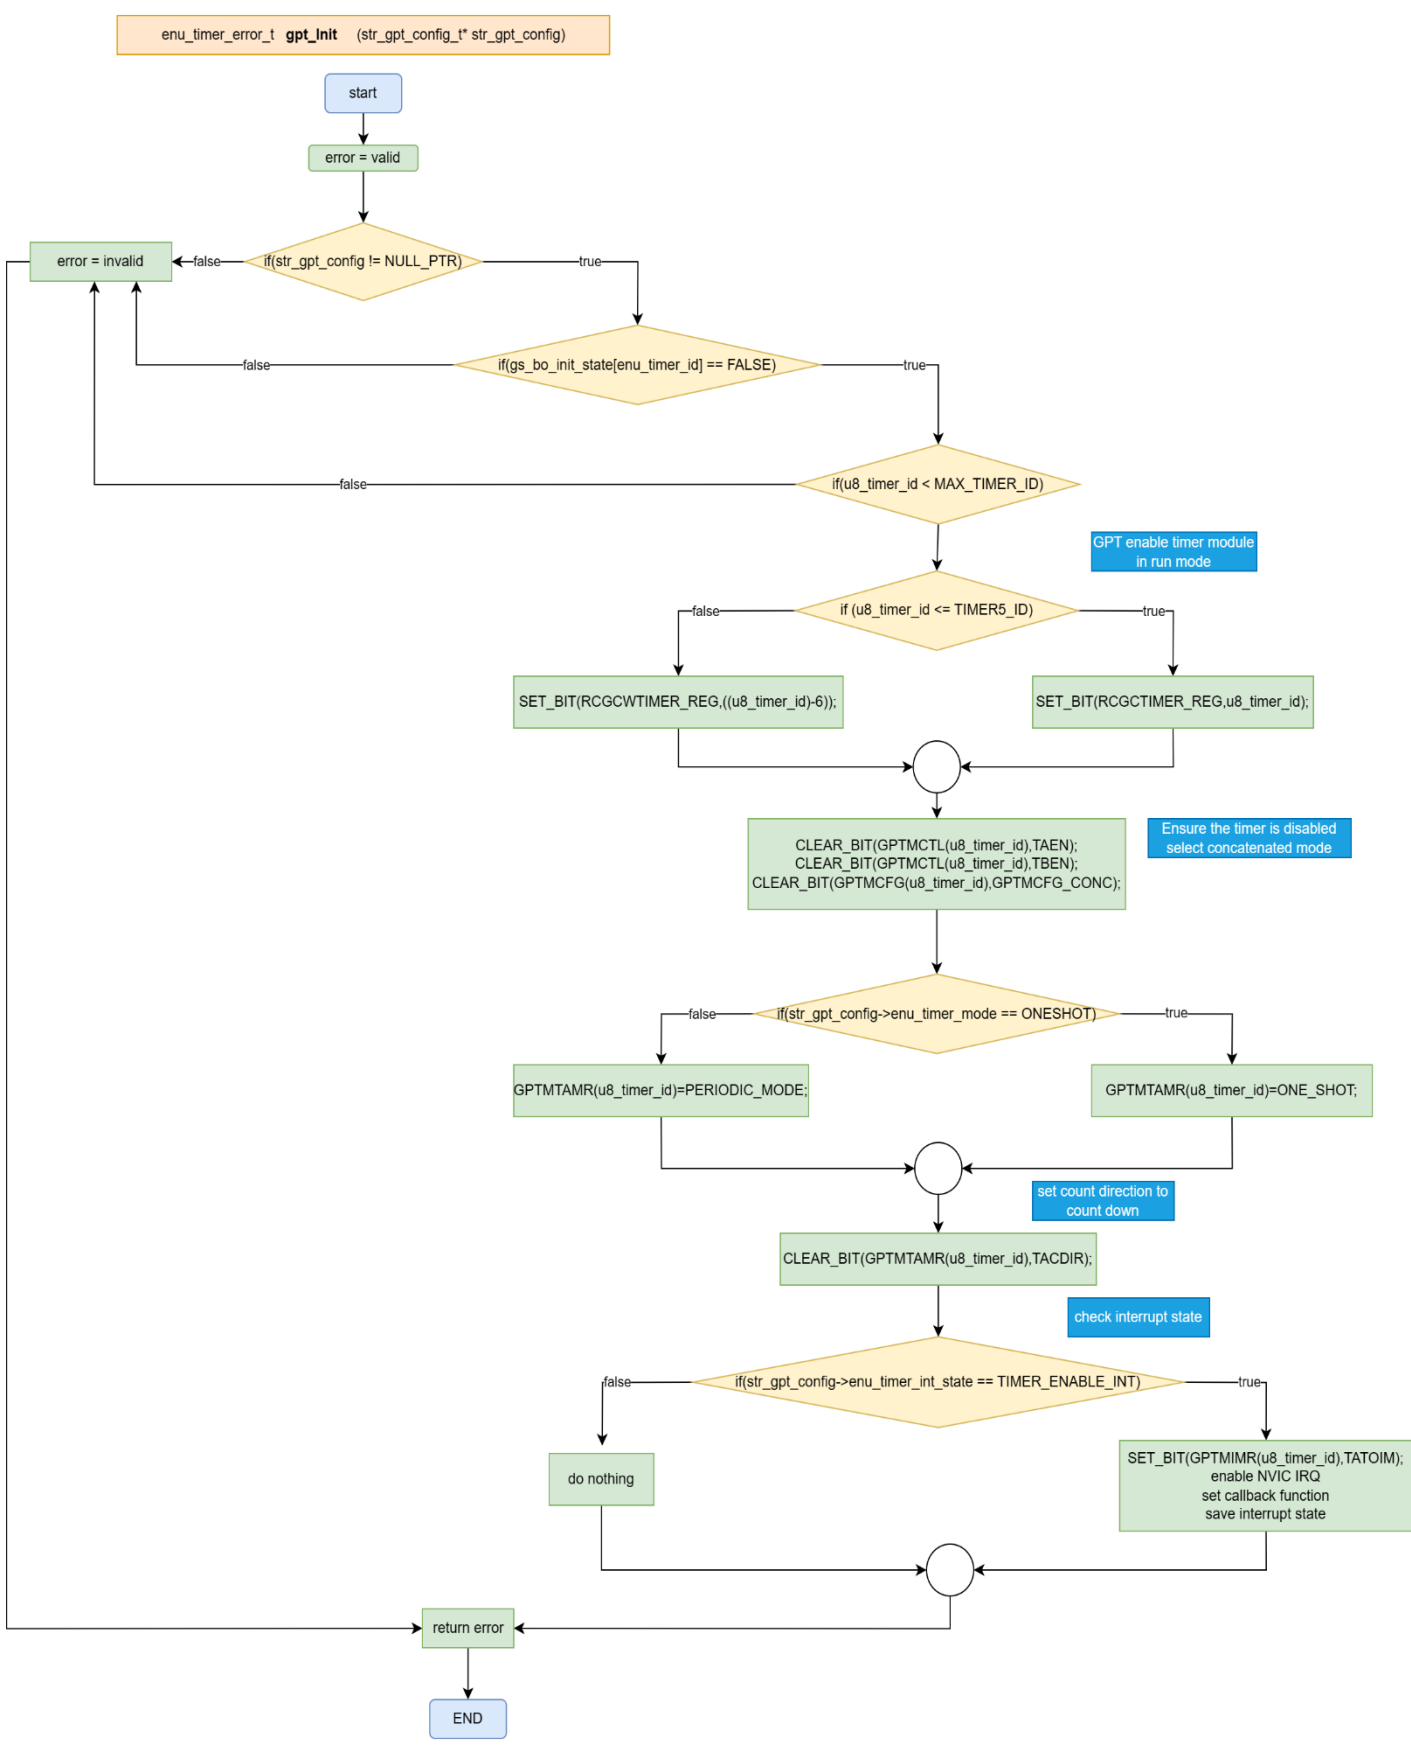 enu_timer_error_t gpt_Init (str_gpt_config_t* str_gpt_config)
start
error = valid
error = invalid
false
if(str_gpt_config != NULL_PTR)
true
false
if(gs_bo_init_state[enu_timer_id] == FALSE)
true
false
if(u8_timer_id < MAX_TIMER_ID)
GPT enable timer module
in run mode
false
if (u8_timer_id <= TIMER5_ID)
true
SET_BIT(RCGCWTIMER_REG,((u8_timer_id)-6));
SET_BIT(RCGCTIMER_REG,u8_timer_id);
Ensure the timer is disabled
select concatenated mode
CLEAR_BIT(GPTMCTL(u8_timer_id),TAEN);
CLEAR_BIT(GPTMCTL(u8_timer_id),TBEN);
CLEAR_BIT(GPTMCFG(u8_timer_id),GPTMCFG_CONC);
false
if(str_gpt_config->enu_timer_mode == ONESHOT)
true
GPTMTAMR(u8_timer_id)=PERIODIC_MODE;
GPTMTAMR(u8_timer_id)=ONE_SHOT;
set count direction to
count down
CLEAR_BIT(GPTMTAMR(u8_timer_id),TACDIR);
check interrupt state
false
if(str_gpt_config->enu_timer_int_state == TIMER_ENABLE_INT)
true
do nothing
SET_BIT(GPTMIMR(u8_timer_id),TATOIM);
enable NVIC IRQ
set callback function
save interrupt state
return error
END